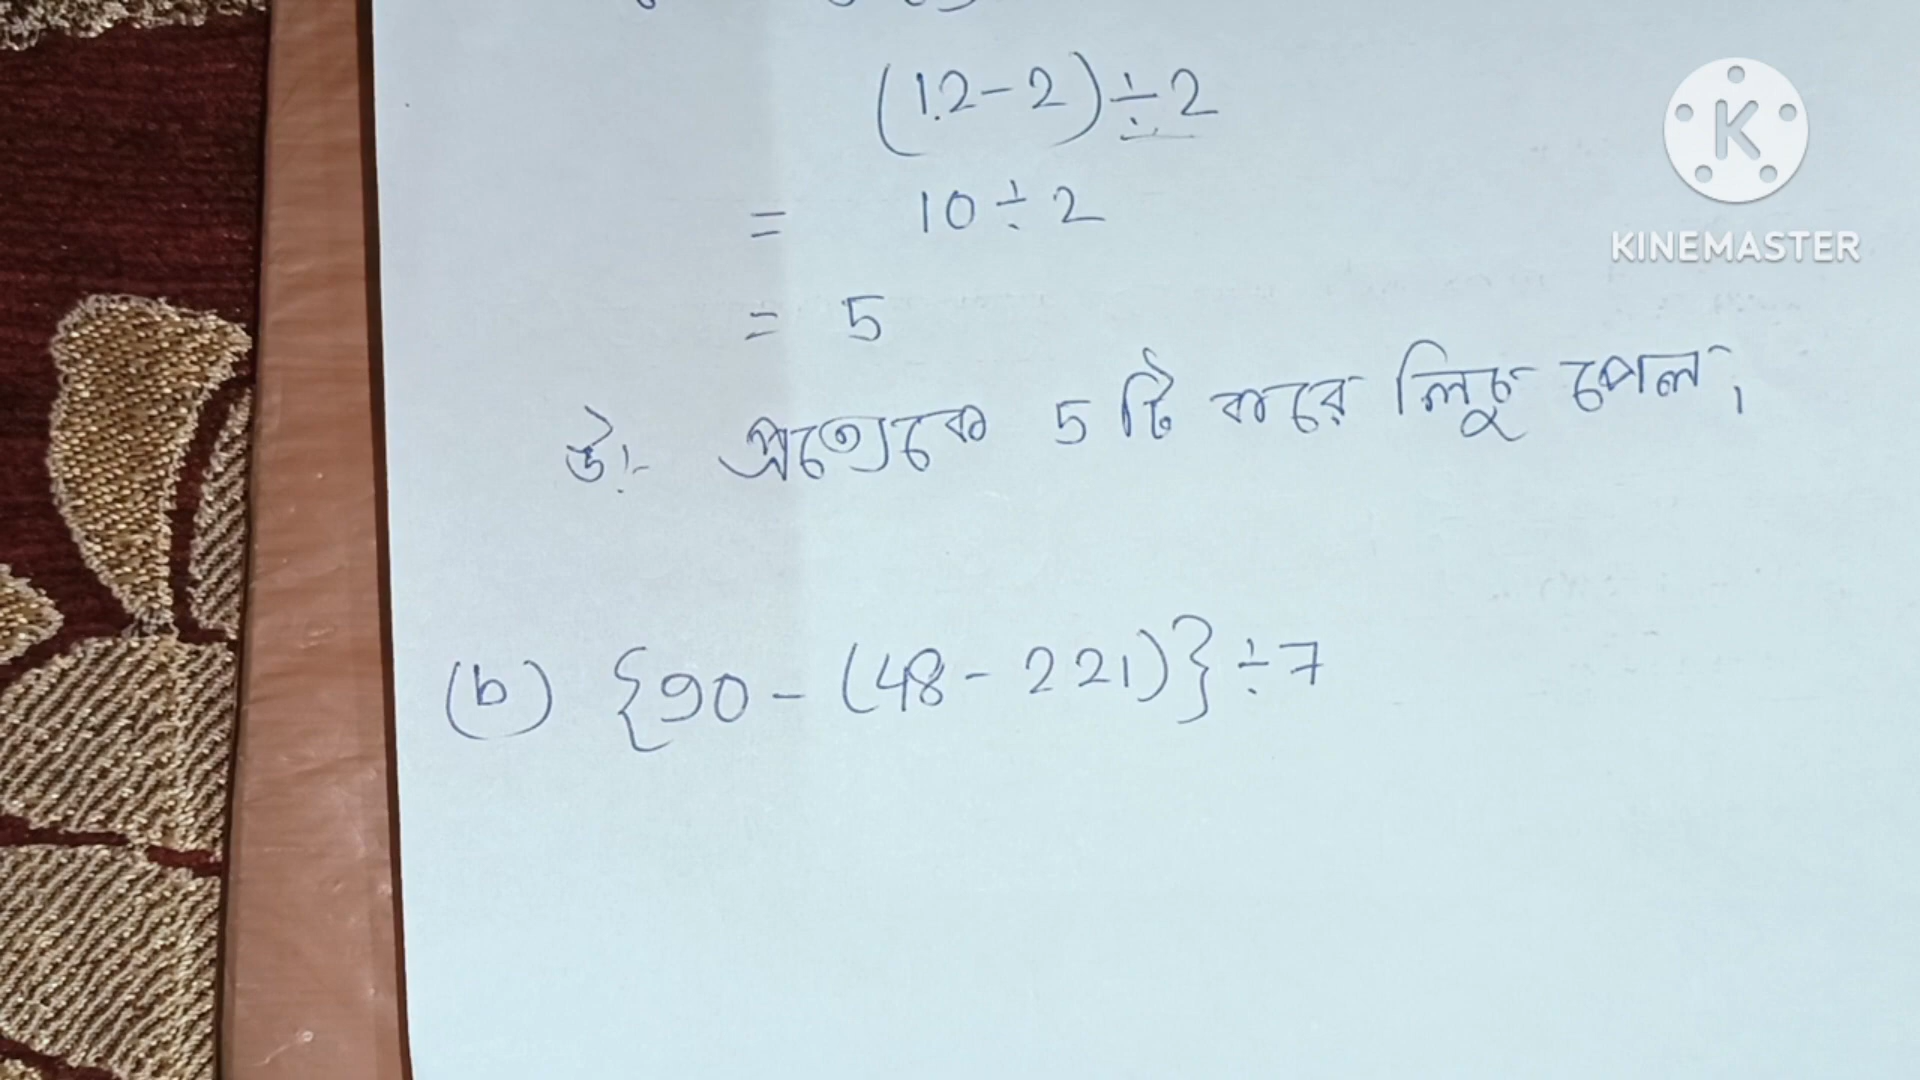 (12-2)÷2
= 10÷2
= 5
উঃ- প্রত্যেকে 5 টি করে লিচু পেল।
(b) {90 - (48 - 221)} ÷ 7
K
KINEMASTER